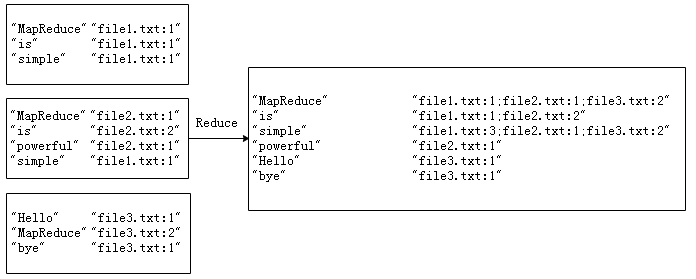 "MapReduce" "file1.txt:1"
"is" "file1.txt:1"
"simple" "file1.txt:1"
"MapReduce" "file2.txt:1"
"is" "file2.txt:2"
"powerful" "file2.txt:1"
"simple" "file1.txt:1"
"Hello" "file3.txt:1"
"MapReduce" "file3.txt:2"
"bye" "file3.txt:1"
Reduce
"MapReduce" "file1.txt:1;file2.txt:1;file3.txt:2"
"is" "file1.txt:1;file2.txt:2"
"simple" "file1.txt:3;file2.txt:1;file3.txt:2"
"powerful" "file2.txt:1"
"Hello" "file3.txt:1"
"bye" "file3.txt:1"